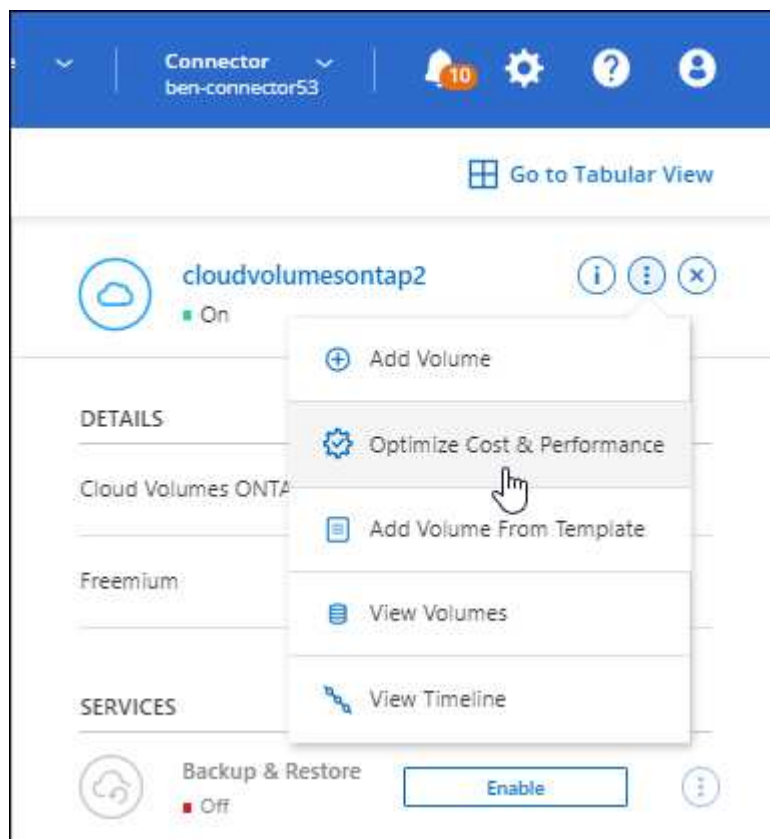 Connector
ben-connector53
10
Go to Tabular View
cloudvolumesontap2
On
Add Volume
DETAILS
Optimize Cost & Performance
Cloud Volumes ONTA
Add Volume From Template
Freemium
View Volumes
View Timeline
SERVICES
Backup & Restore
Off
Enable